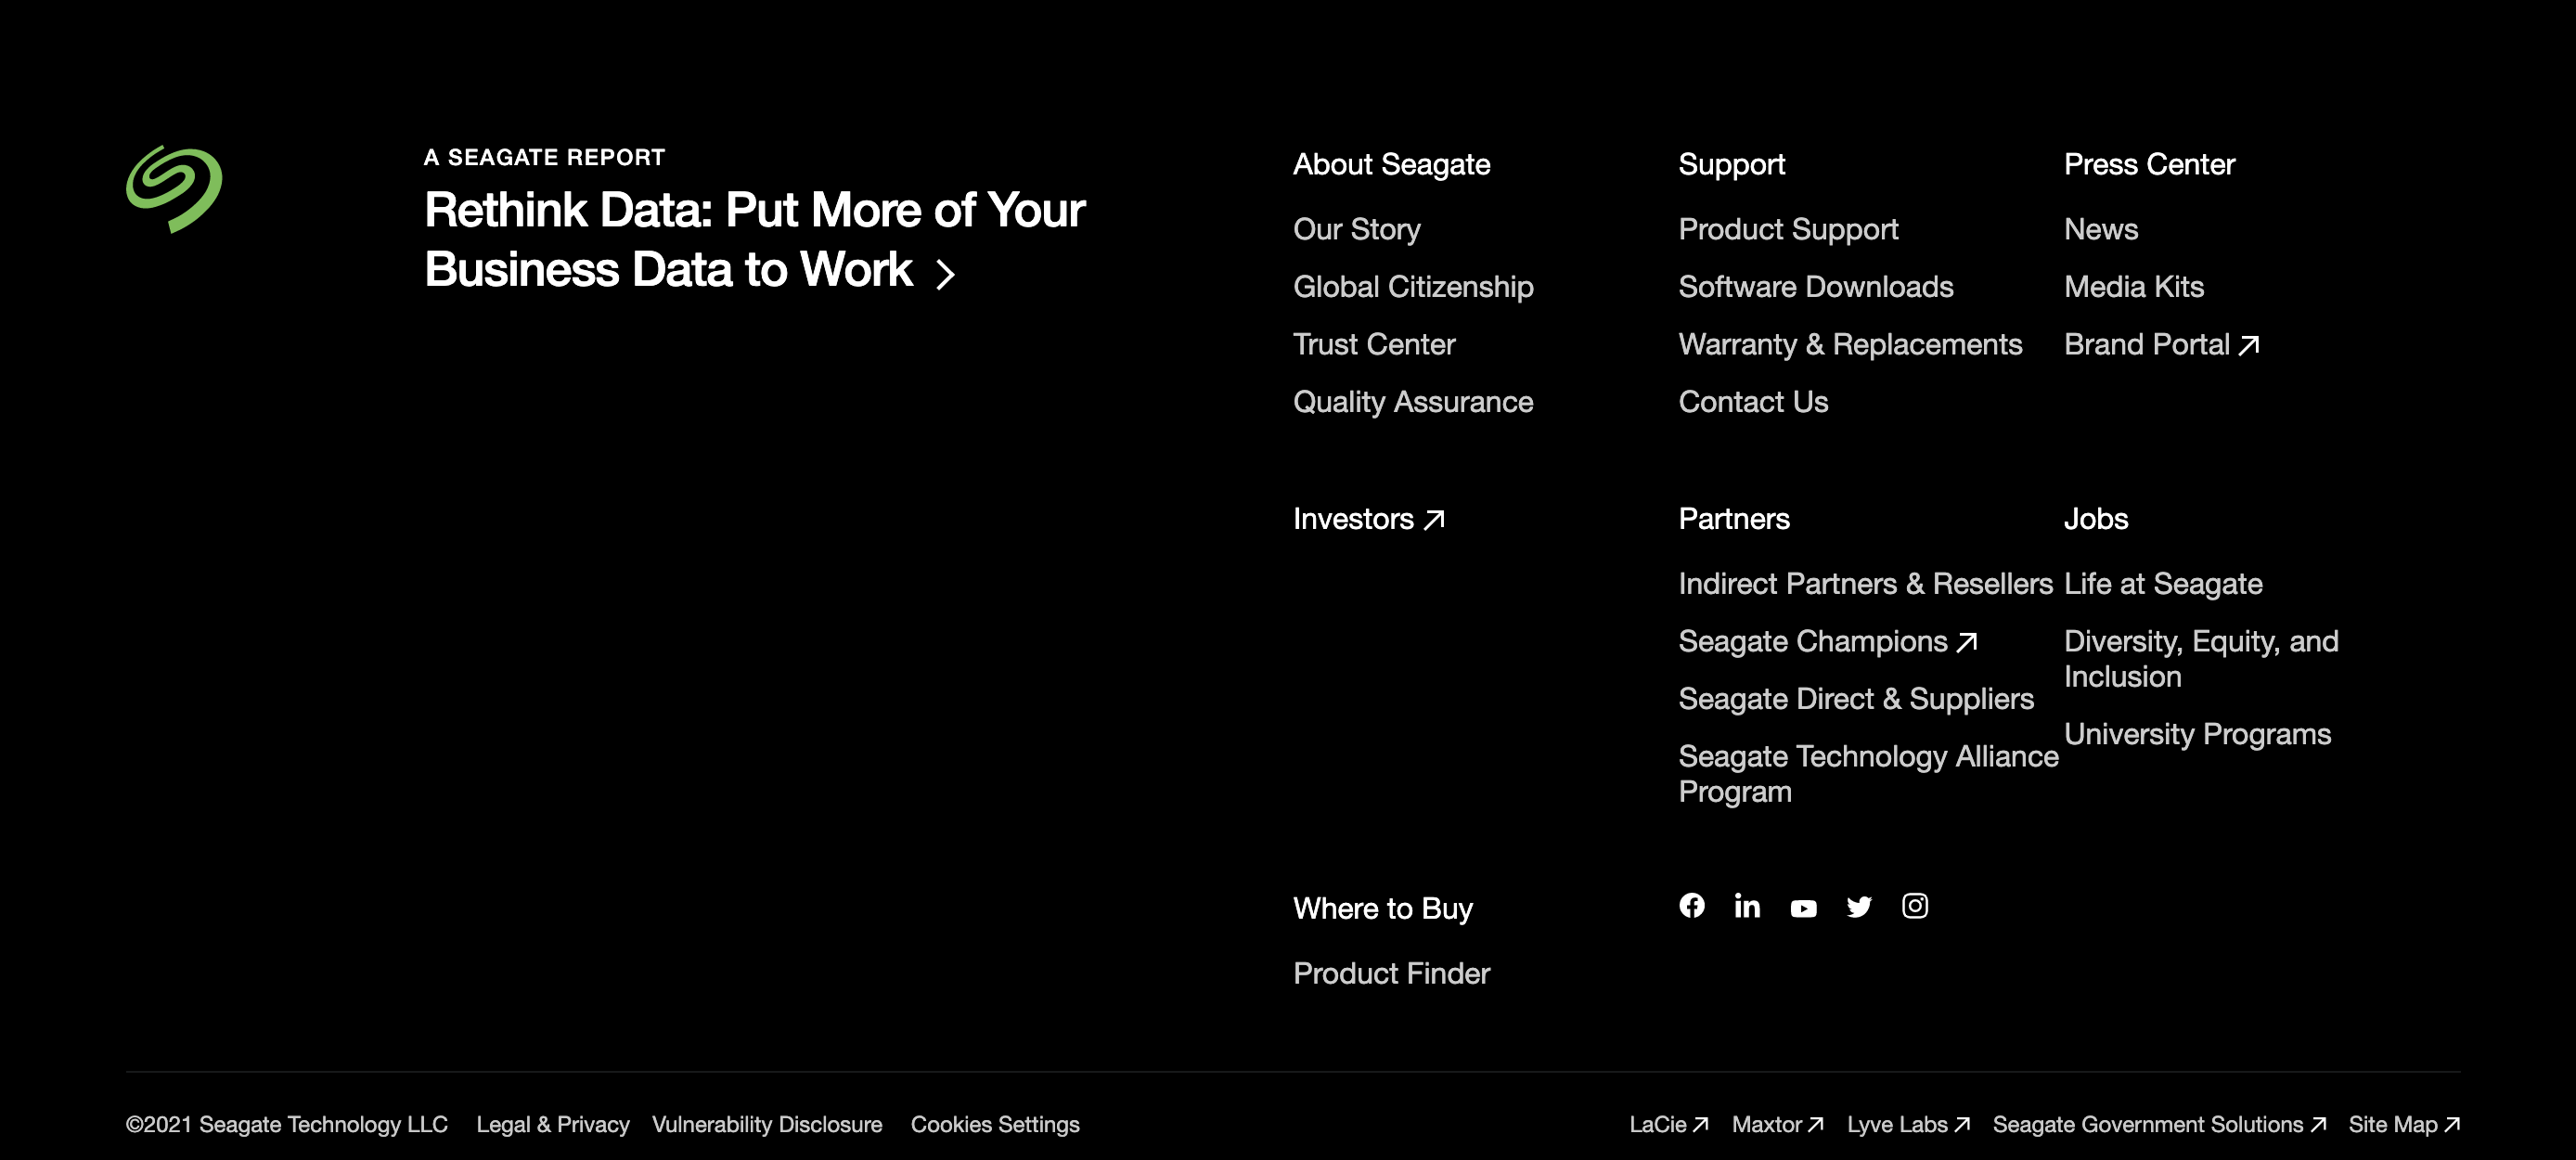 A SEAGATE REPORT
Rethink Data: Put More of Your
Business Data to Work
About Seagate
Our Story
Global Citizenship
Trust Center
Quality Assurance
Support
Product Support
Software Downloads
Warranty & Replacements
Contact Us
Press Center
News
Media Kits
Brand Portal
Investors
Partners
Indirect Partners & Resellers
Seagate Champions
Seagate Direct & Suppliers
Seagate Technology Alliance
Program
Jobs
Life at Seagate
Diversity, Equity, and
Inclusion
University Programs
Where to Buy
Product Finder
©2021 Seagate Technology LLC Legal & Privacy Vulnerability Disclosure Cookies Settings
LaCie Maxtor Lyve Labs Seagate Government Solutions Site Map